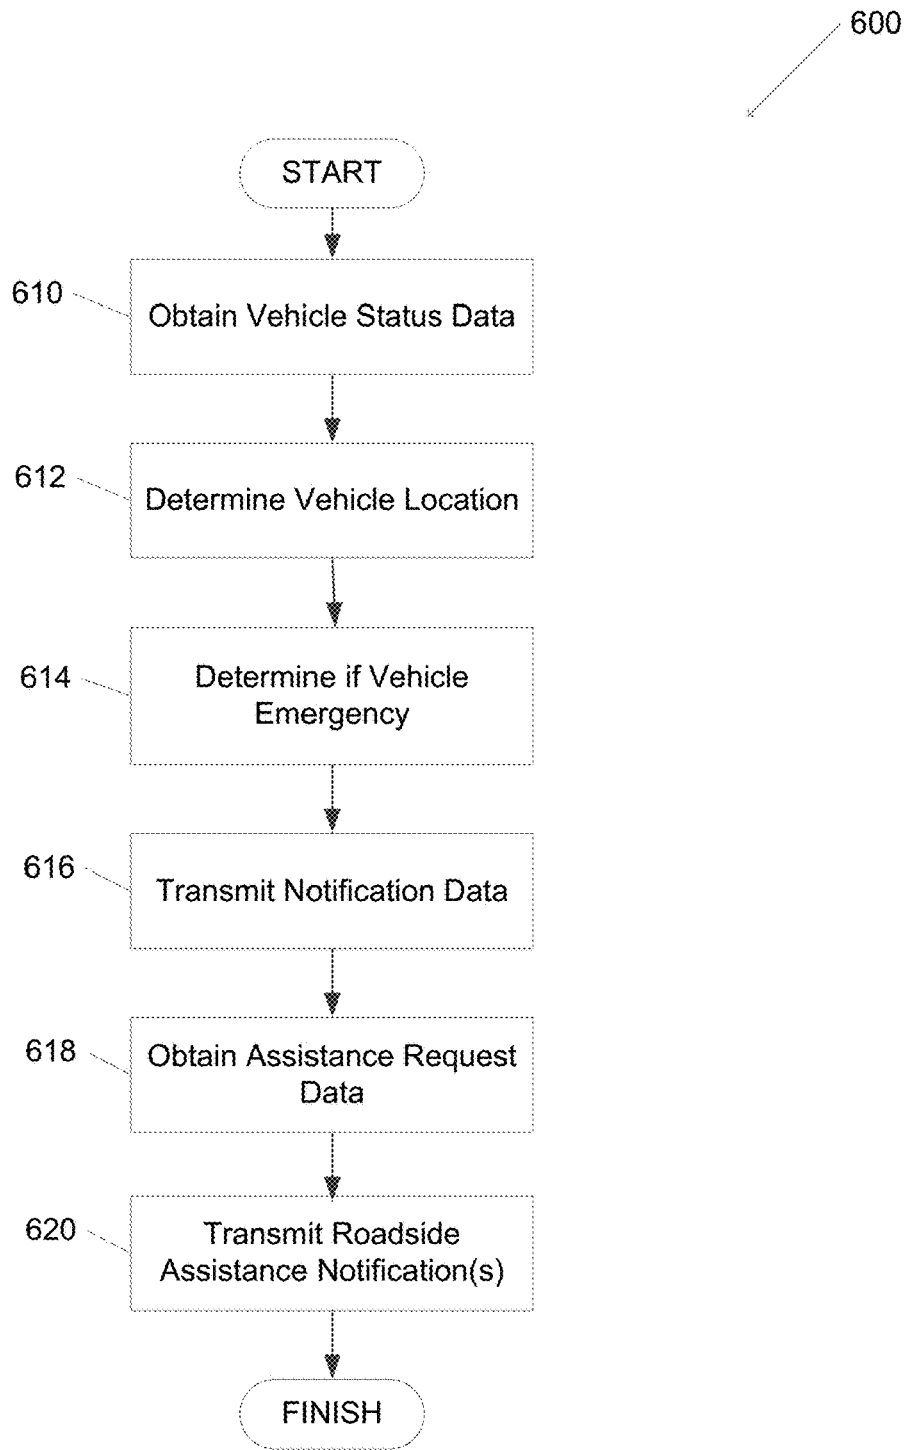 600
START
610
Obtain Vehicle Status Data
612
Determine Vehicle Location
614
Determine if Vehicle
Emergency
616
Transmit Notification Data
618
Obtain Assistance Request
Data
620
Transmit Roadside
Assistance Notification(s)
FINISH